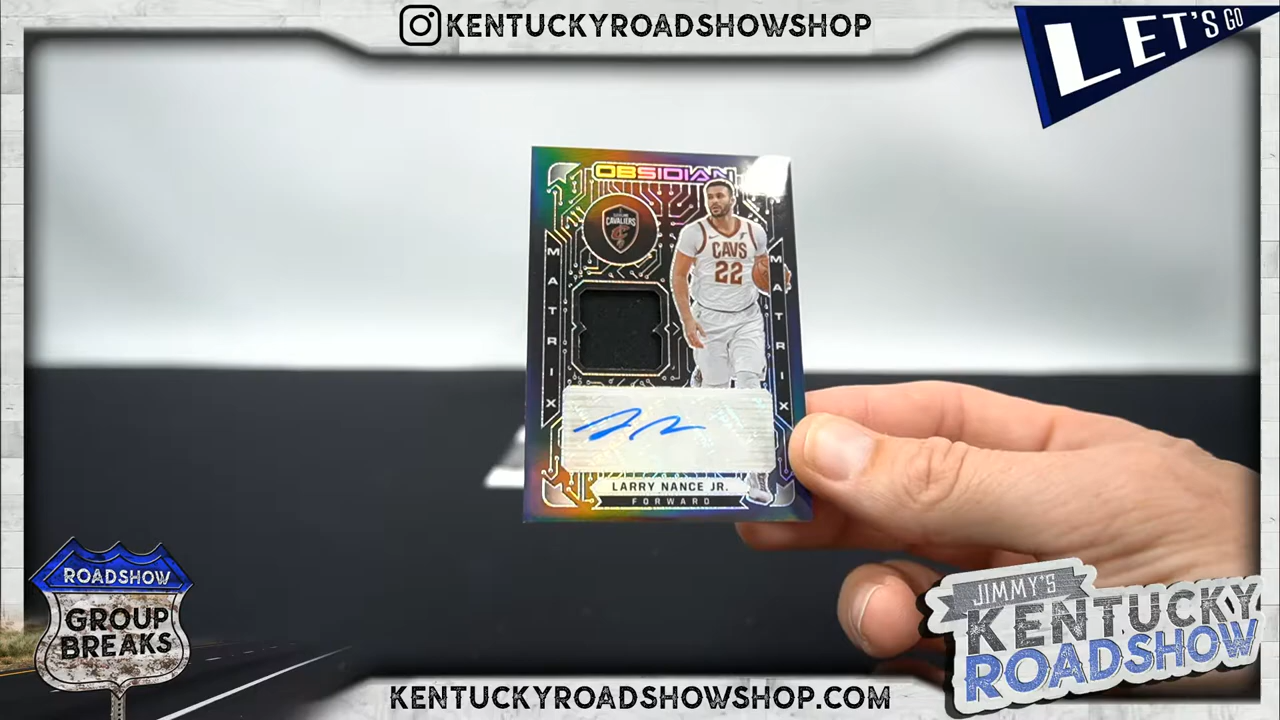 KENTUCKYROADSHOWSHOP
LET'S GO
OBSIDIAN
CAVALIERS
CAVS
22
MATRIX
MATRIX
LARRY NANCE JR.
FORWARD
ROADSHOW
GROUP
BREAKS
JIMMY'S
KENTUCKY
ROADSHOW
KENTUCKYROADSHOWSHOP.COM